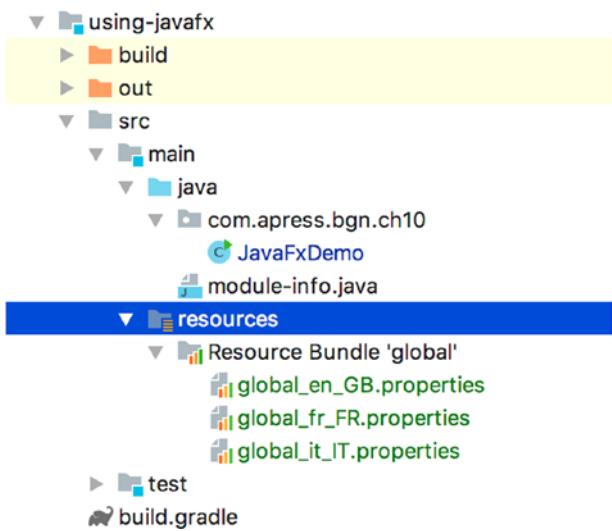 using-javafx
build
out
src
main
java
com.apress.bgn.ch10
JavaFxDemo
module-info.java
resources
Resource Bundle 'global'
global_en_GB.properties
global_fr_FR.properties
global_it_IT.properties
test
build.gradle